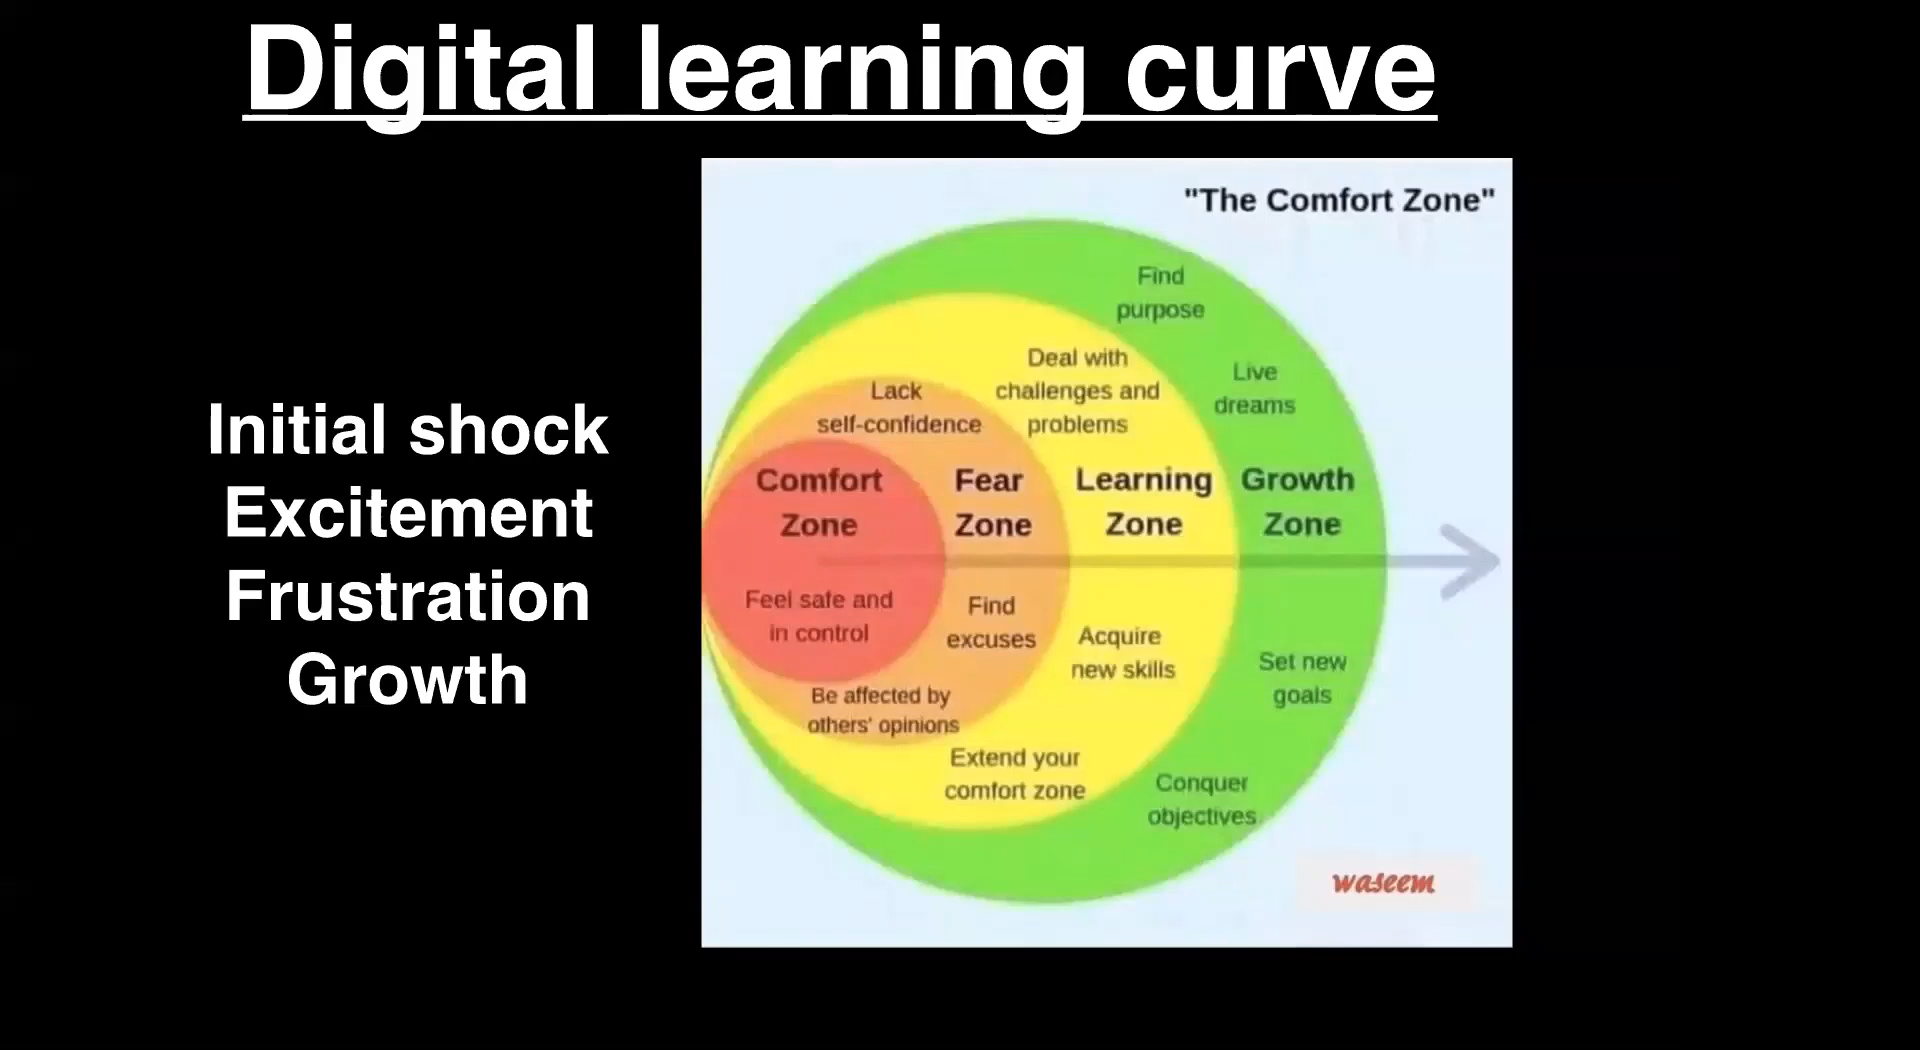 Digital learning curve
Initial shock
Excitement
Frustration
Growth
"The Comfort Zone"
Find
purpose
Live
dreams
Deal with
challenges and
problems
Lack
self-confidence
Comfort
Zone
Fear
Zone
Learning
Zone
Growth
Zone
Feel safe and
in control
Find
excuses
Be affected by
others' opinions
Acquire
new skills
Extend your
comfort zone
Set new
goals
Conquer
objectives.
waseem